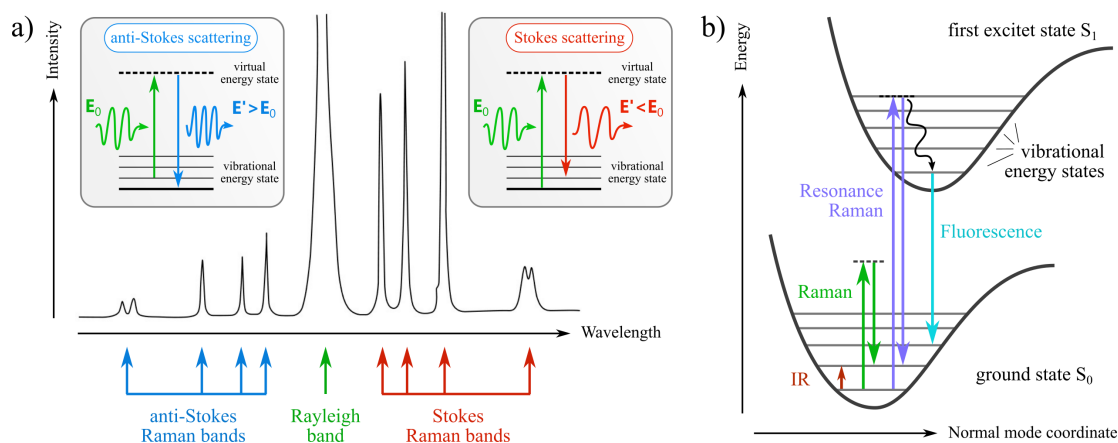 a)
Intensity
anti-Stokes scattering
virtual
energy state
E₀
E'>E₀
vibrational
energy state
Stokes scattering
virtual
energy state
E₀
E'<E₀
vibrational
energy state
Wavelength
anti-Stokes
Raman bands
Rayleigh
band
Stokes
Raman bands
b)
Energy
first excitet state S₁
vibrational
energy states
Resonance
Raman
Fluorescence
Raman
IR
ground state S₀
Normal mode coordinate